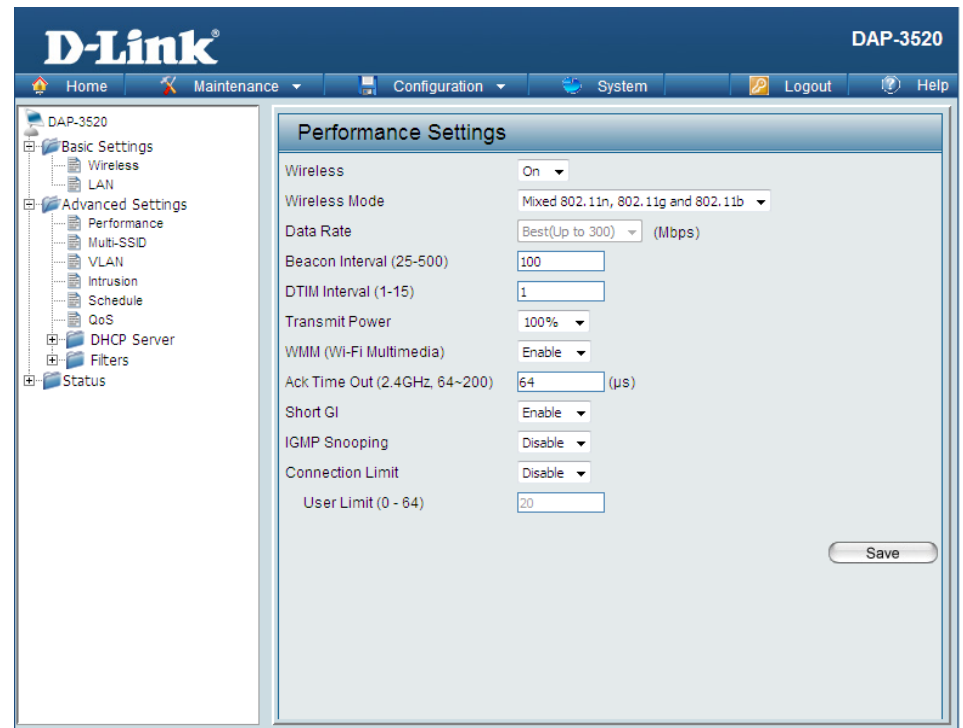 D-Link®
DAP-3520
Home Maintenance Configuration System Logout Help
DAP-3520
Basic Settings
Wireless
LAN
Advanced Settings
Performance
Multi-SSID
VLAN
Intrusion
Schedule
QoS
DHCP Server
Filters
Status
Performance Settings
Wireless On
Wireless Mode Mixed 802.11n, 802.11g and 802.11b
Data Rate Best(Up to 300) (Mbps)
Beacon Interval (25-500) 100
DTIM Interval (1-15) 1
Transmit Power 100%
WMM (Wi-Fi Multimedia) Enable
Ack Time Out (2.4GHz, 64~200) 64 (µs)
Short GI Enable
IGMP Snooping Disable
Connection Limit Disable
User Limit (0 - 64) 20
Save